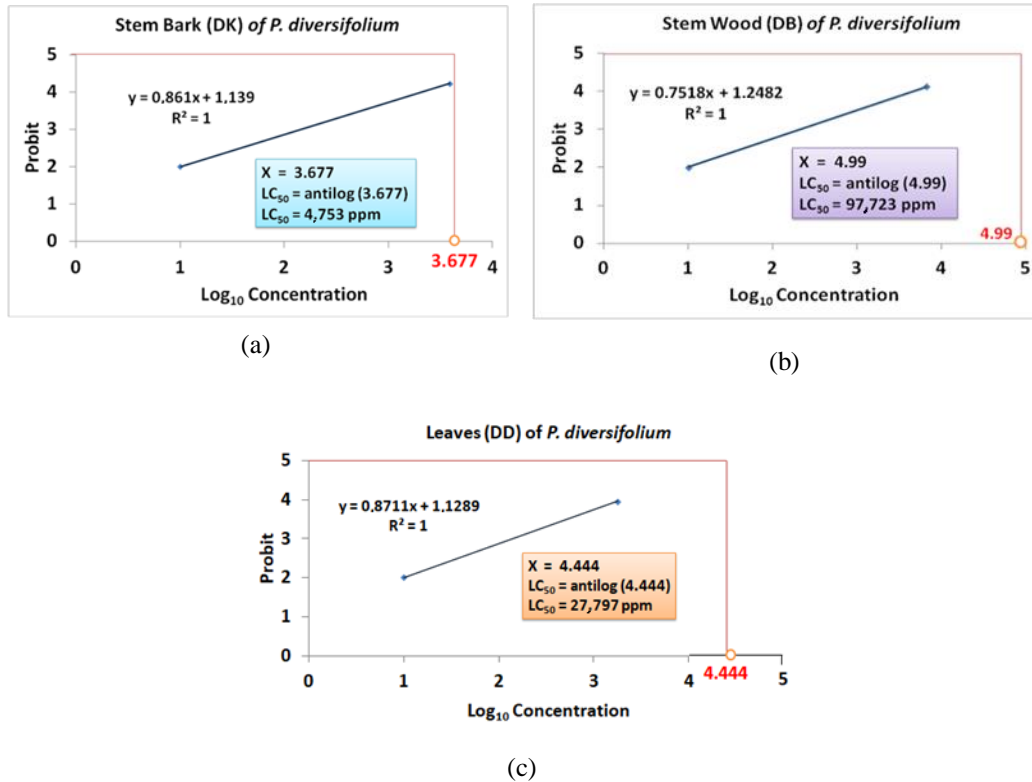 Stem Bark (DK) of P. diversifolium
5
4
3
2
1
0
Probit
y = 0,861x + 1,139
R² = 1
X = 3.677
LC₅₀ = antilog (3.677)
LC₅₀ = 4,753 ppm
0
1
2
3
4
3.677
Log₁₀ Concentration
(a)
Stem Wood (DB) of P. diversifolium
5
4
3
2
1
0
Probit
y = 0.7518x + 1.2482
R² = 1
X = 4.99
LC₅₀ = antilog (4.99)
LC₅₀ = 97,723 ppm
4.99
0
1
2
3
4
5
Log₁₀ Concentration
(b)
Leaves (DD) of P. diversifolium
5
4
3
2
1
0
Probit
y = 0,8711x + 1,1289
R² = 1
X = 4.444
LC₅₀ = antilog (4.444)
LC₅₀ = 27,797 ppm
0
1
2
3
4
5
4.444
Log₁₀ Concentration
(c)